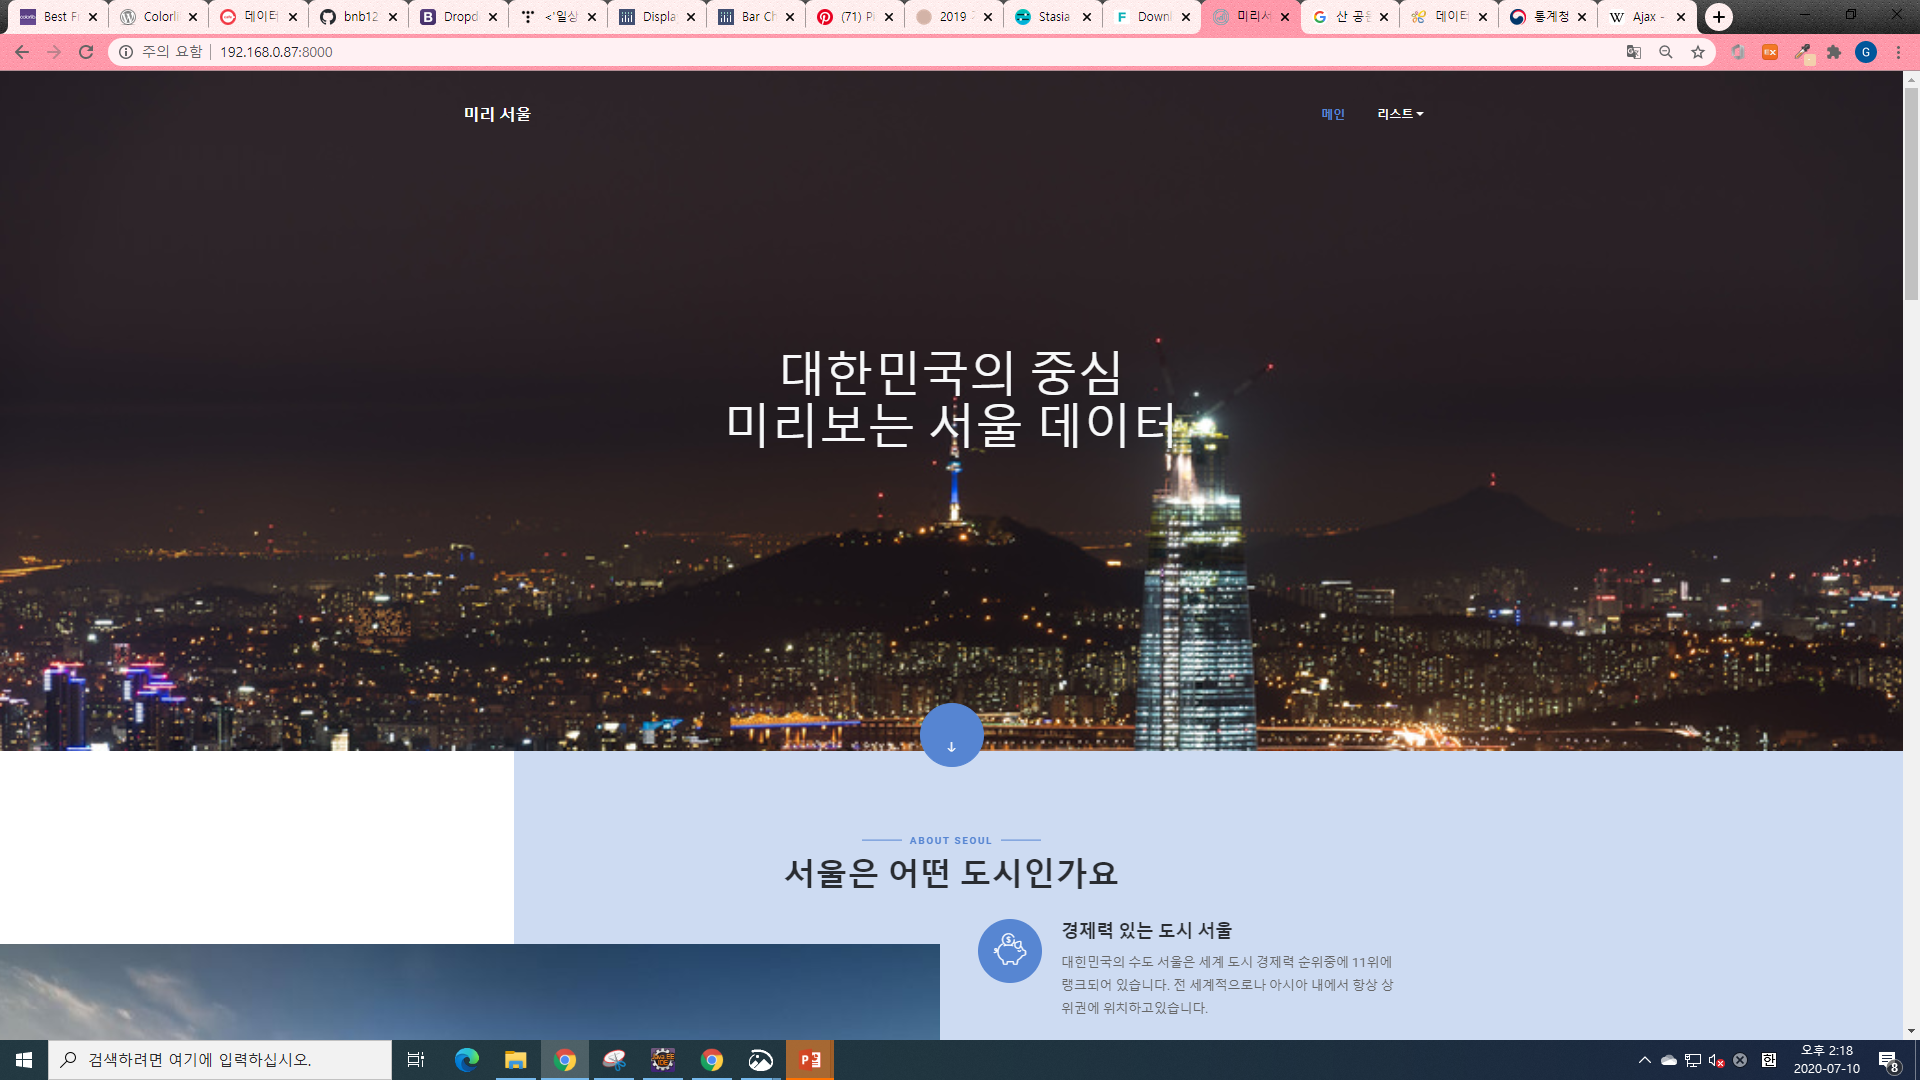 Best Fr
Colorli
데이터
bnb12
Dropd
<'일상
Displa
Bar Ch
(71) Pi
2019
Stasia
Downl
미리서
산 공원
데이터
통계청
Ajax -
주의 요함
192.168.0.87:8000
G
미리 서울
메인
리스트
대한민국의 중심
미리보는 서울 데이터
ABOUT SEOUL
서울은 어떤 도시인가요
경제력 있는 도시 서울
대힌민국의 수도 서울은 세계 도시 경제력 순위중에 11위에
랭크되어 있습니다. 전 세계적으로나 아시아 내에서 항상 상
위권에 위치하고있습니다.
검색하려면 여기에 입력하십시오.
한
오후 2:18
2020-07-10
8